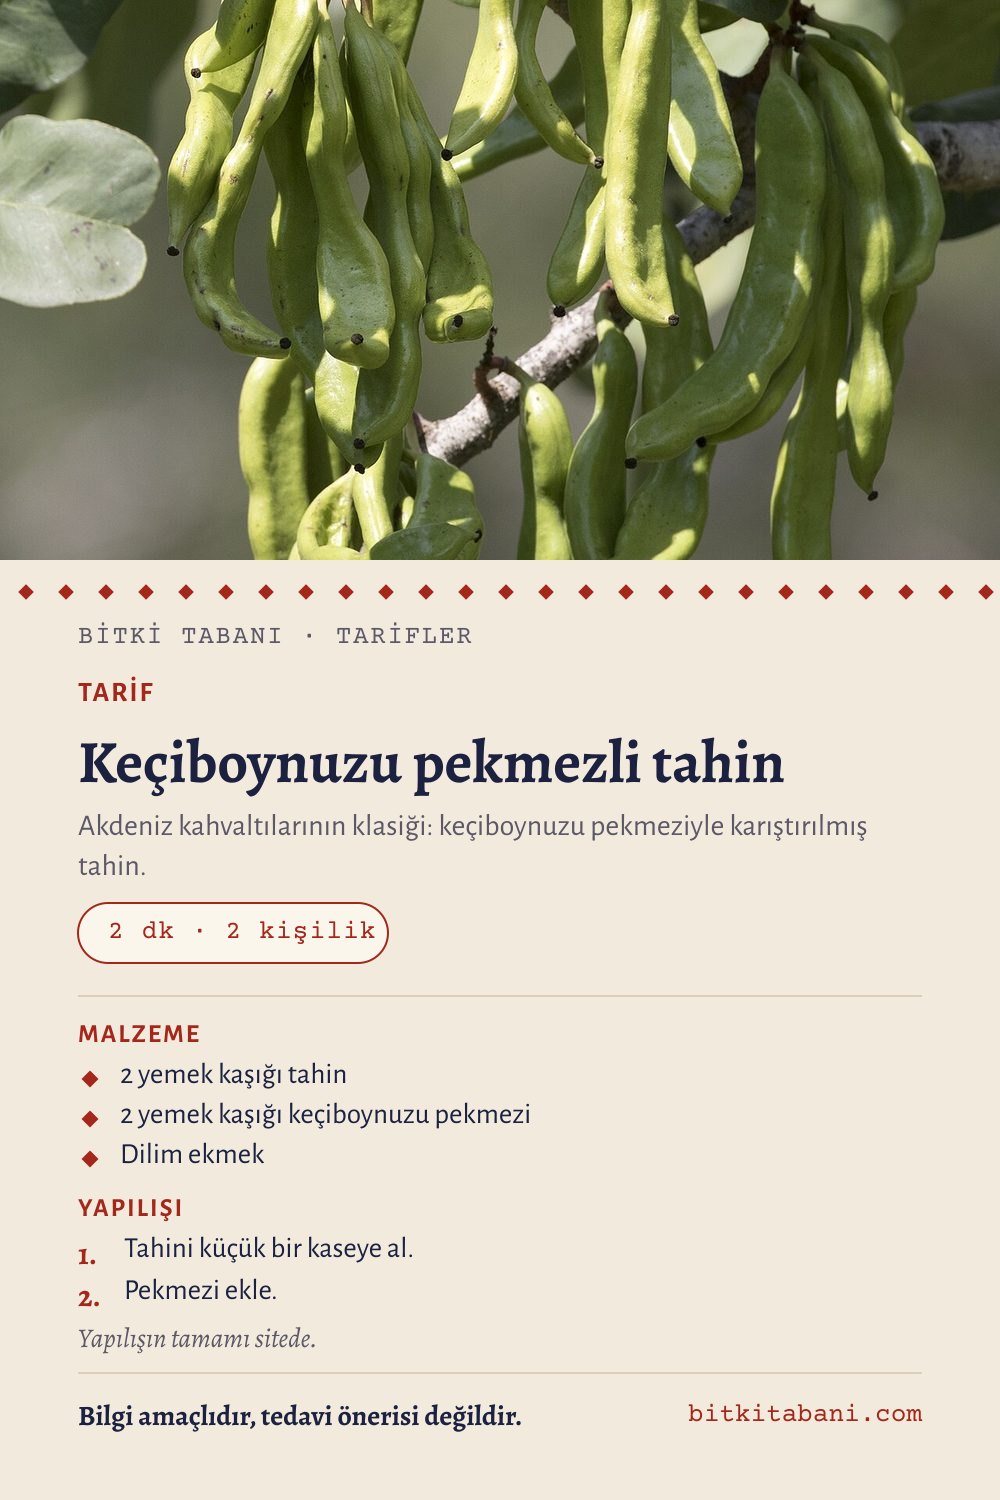 BİTKİ TABANI · TARİFLER
TARİF
Keçiboynuzu pekmezli tahin
Akdeniz kahvaltılarının klasiği: keçiboynuzu pekmeziyle karıştırılmış
tahin.
2 dk · 2 kişilik
MALZEME
2 yemek kaşığı tahin
2 yemek kaşığı keçiboynuzu pekmezi
Dilim ekmek
YAPILIŞI
1. Tahini küçük bir kaseye al.
2. Pekmezi ekle.
Yapılışın tamamı sitede.
Bilgi amaçlıdır, tedavi önerisi değildir.
bitkitabani.com